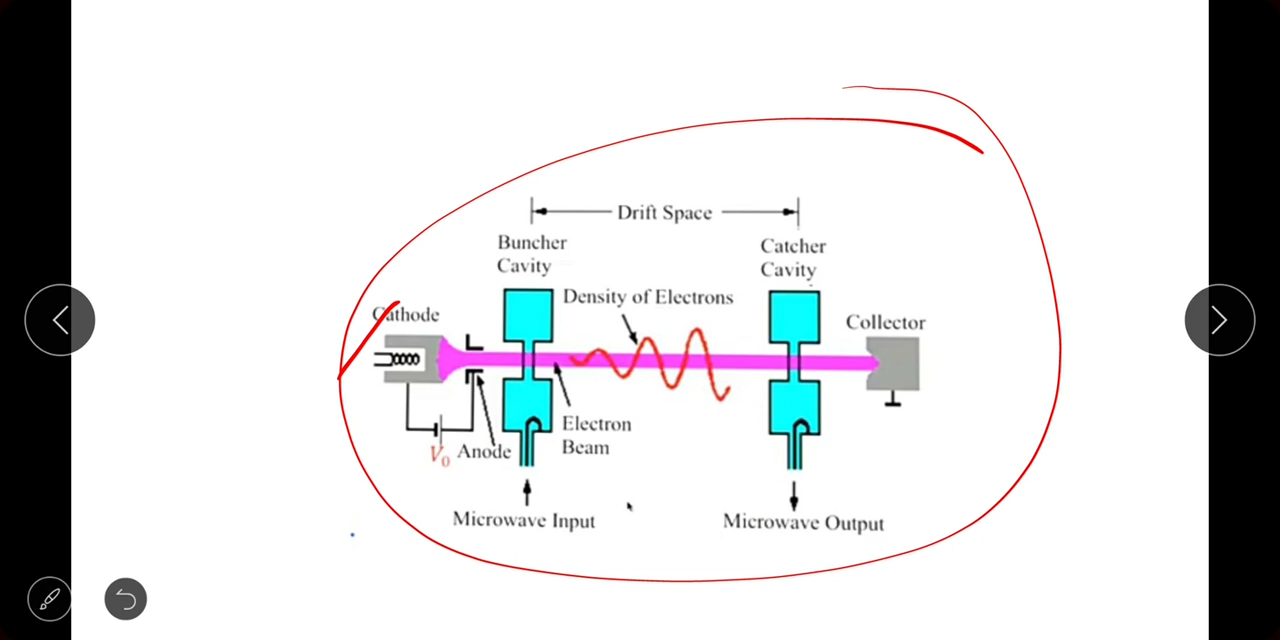 Drift Space
Buncher
Cavity
Catcher
Cavity
Density of Electrons
Cathode
Collector
Electron
Beam
V₀
Anode
Microwave Input
Microwave Output